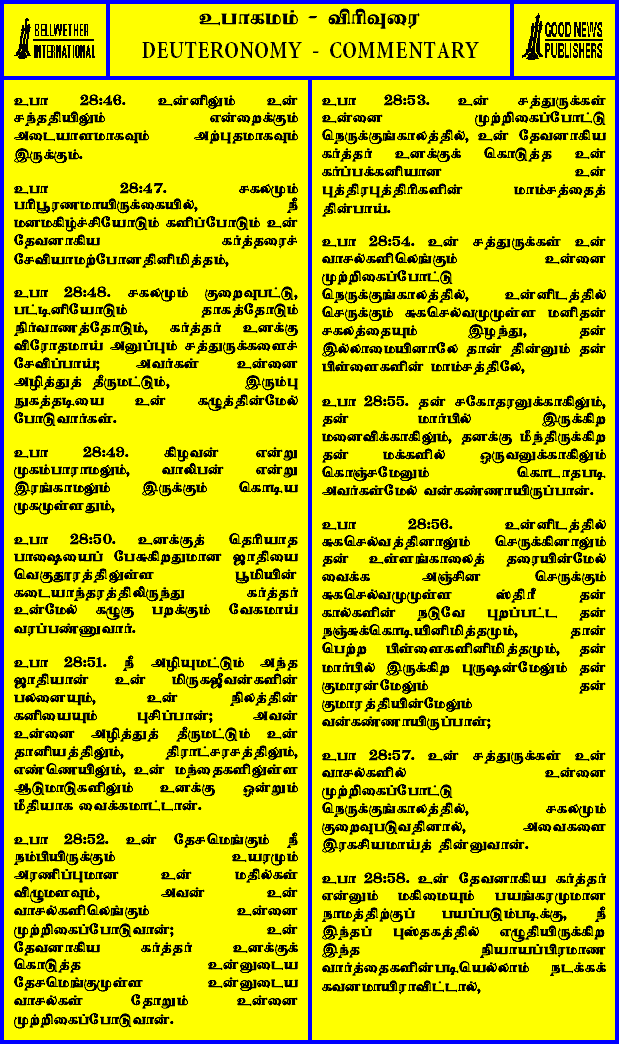 BELLWETHER
INTERNATIONAL
உபாகமம் - விரிவுரை
DEUTERONOMY - COMMENTARY
GOOD NEWS
PUBLISHERS
உபா 28:46. உன்னிலும் உன்
சந்ததியிலும் என்றைக்கும்
அடையாளமாகவும் அற்புதமாகவும்
இருக்கும்.
உபா 28:47. சகலமும்
பரிபூரணமாயிருக்கையில், நீ
மனமகிழ்ச்சியோடும் களிப்போடும் உன்
தேவனாகிய கர்த்தரைச்
சேவியாமற்போனதினிமித்தம்,
உபா 28:48. சகலமும் குறைவுபட்டு,
பட்டினியோடும் தாகத்தோடும்
நிர்வாணத்தோடும், கர்த்தர் உனக்கு
விரோதமாய் அனுப்பும் சத்துருக்களைச்
சேவிப்பாய்; அவர்கள் உன்னை
அழித்துத் தீருமட்டும், இரும்பு
நுகத்தடியை உன் கழுத்தின்மேல்
போடுவார்கள்.
உபா 28:49. கிழவன் என்று
முகம்பாராமலும், வாலிபன் என்று
இரங்காமலும் இருக்கும் கொடிய
முகமுள்ளதும்,
உபா 28:50. உனக்குத் தெரியாத
பாஷையைப் பேசுகிறதுமான ஜாதியை
வெகுதூரத்திலுள்ள பூமியின்
கடையாந்தரத்திலிருந்து கர்த்தர்
உன்மேல் கழுகு பறக்கும் வேகமாய்
வரப்பண்ணுவார்.
உபா 28:51. நீ அழியுமட்டும் அந்த
ஜாதியான் உன் மிருகஜீவன்களின்
பலனையும், உன் நிலத்தின்
கனியையும் புசிப்பான்; அவன்
உன்னை அழித்துத் தீருமட்டும் உன்
தானியத்திலும், திராட்சரசத்திலும்,
எண்ணெயிலும், உன் மந்தைகளிலுள்ள
ஆடுமாடுகளிலும் உனக்கு ஒன்றும்
மீதியாக வைக்கமாட்டான்.
உபா 28:52. உன் தேசமெங்கும் நீ
நம்பியிருக்கும் உயரமும்
அரணிப்புமான உன் மதில்கள்
விழுமளவும், அவன் உன்
வாசல்களிலெங்கும் உன்னை
முற்றிகைப்போடுவான்; உன்
தேவனாகிய கர்த்தர் உனக்குக்
கொடுத்த உன்னுடைய
தேசமெங்குமுள்ள உன்னுடைய
வாசல்கள் தோறும் உன்னை
முற்றிகைப்போடுவான்.
உபா 28:53. உன் சத்துருக்கள்
உன்னை முற்றிகைப்போட்டு
நெருக்குங்காலத்தில், உன் தேவனாகிய
கர்த்தர் உனக்குக் கொடுத்த உன்
கர்ப்பக்கனியான உன்
புத்திரபுத்திரிகளின் மாம்சத்தைத்
தின்பாய்.
உபா 28:54. உன் சத்துருக்கள் உன்
வாசல்களிலெங்கும் உன்னை
முற்றிகைப்போட்டு
நெருக்குங்காலத்தில், உன்னிடத்தில்
செருக்கும் சுகசெல்வமுமுள்ள மனிதன்
சகலத்தையும் இழந்து, தன்
இல்லாமையினாலே தான் தின்னும் தன்
பிள்ளைகளின் மாம்சத்திலே,
உபா 28:55. தன் சகோதரனுக்காகிலும்,
தன் மார்பில் இருக்கிற
மனைவிக்காகிலும், தனக்கு மீந்திருக்கிற
தன் மக்களில் ஒருவனுக்காகிலும்
கொஞ்சமேனும் கொடாதபடி
அவர்கள்மேல் வன்கண்ணாயிருப்பான்.
உபா 28:56. உன்னிடத்தில்
சுகசெல்வத்தினாலும் செருக்கினாலும்
தன் உள்ளங்காலைத் தரையின்மேல்
வைக்க அஞ்சின செருக்கும்
சுகசெல்வமுமுள்ள ஸ்திரீ தன்
கால்களின் நடுவே புறப்பட்ட தன்
நஞ்சுக்கொடியினிமித்தமும், தான்
பெற்ற பிள்ளைகளினிமித்தமும், தன்
மார்பில் இருக்கிற புருஷன்மேலும் தன்
குமாரன்மேலும் தன்
குமாரத்தியின்மேலும்
வன்கண்ணாயிருப்பாள்;
உபா 28:57. உன் சத்துருக்கள் உன்
வாசல்களில் உன்னை
முற்றிகைப்போட்டு
நெருக்குங்காலத்தில், சகலமும்
குறைவுபடுவதினால், அவைகளை
இரகசியமாய்த் தின்னுவாள்.
உபா 28:58. உன் தேவனாகிய கர்த்தர்
என்னும் மகிமையும் பயங்கரமுமான
நாமத்திற்குப் பயப்படும்படிக்கு, நீ
இந்தப் புஸ்தகத்தில் எழுதியிருக்கிற
இந்த நியாயப்பிரமாண
வார்த்தைகளின்படியெல்லாம் நடக்கக்
கவனமாயிராவிட்டால்,